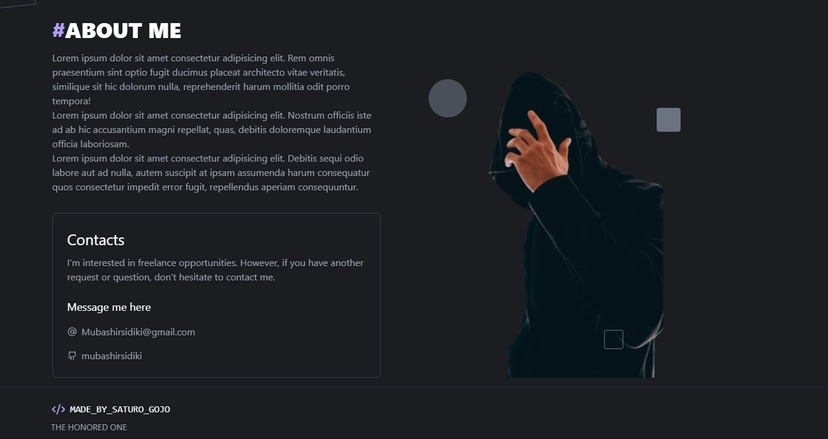 #ABOUT ME
Lorem ipsum dolor sit amet consectetur adipisicing elit. Rem omnis
praesentium sint optio fugit ducimus placeat architecto vitae veritatis,
similique sit hic dolorum nulla, reprehenderit harum mollitia odit porro
tempora!
Lorem ipsum dolor sit amet consectetur adipisicing elit. Nostrum officiis iste
ad ab hic accusantium magni repellat, quas, debitis doloremque laudantium
officia laboriosam.
Lorem ipsum dolor sit amet consectetur adipisicing elit. Debitis sequi odio
labore aut ad nulla, autem suscipit at ipsam assumenda harum consequatur
quos consectetur impedit error fugit, repellendus aperiam consequuntur.
Contacts
I'm interested in freelance opportunities. However, if you have another
request or question, don't hesitate to contact me.
Message me here
Mubashirsidiki@gmail.com
mubashirsidiki
</> MADE_BY_SATURO_GOJO
THE HONORED ONE